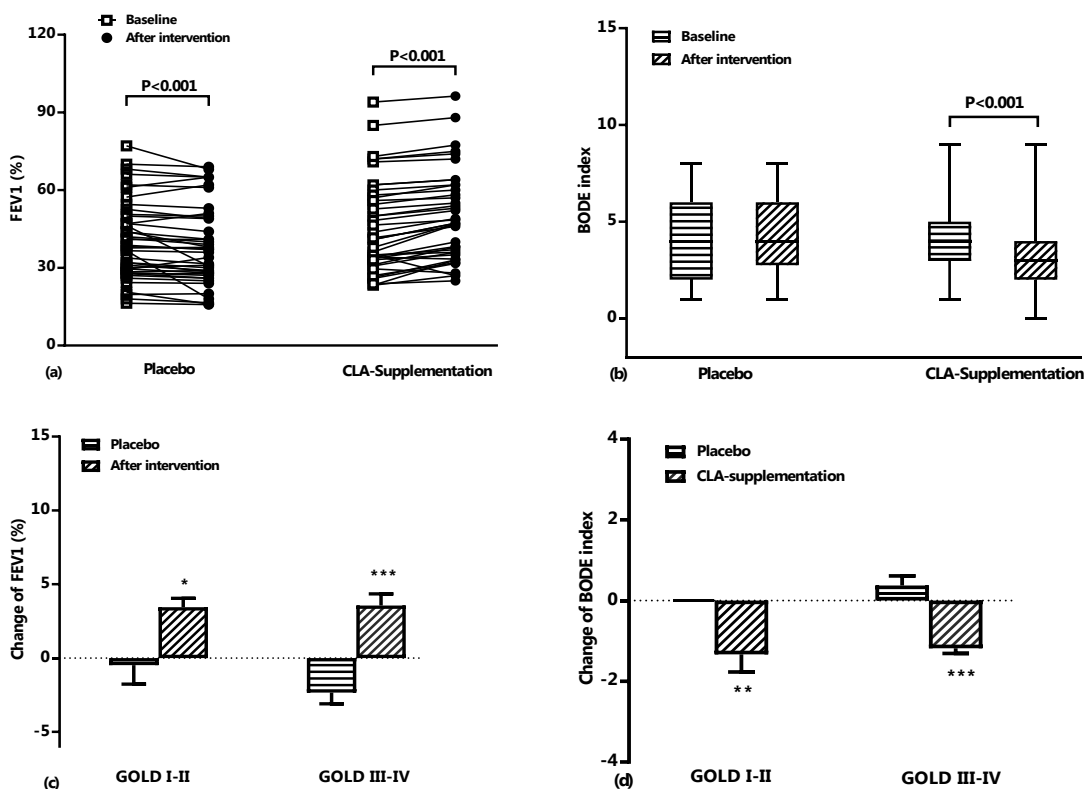 Baseline
After intervention
P<0.001
P<0.001
FEV1 (%)
120
90
60
30
0
(a)
Placebo
CLA-Supplementation
Baseline
After intervention
P<0.001
BODE index
15
10
5
0
(b)
Placebo
CLA-Supplementation
Placebo
After intervention
Change of FEV1 (%)
15
10
5
0
-5
*
***
(c)
GOLD I-II
GOLD III-IV
Placebo
CLA-supplementation
Change of BODE index
4
2
0
-2
-4
**
***
(d)
GOLD I-II
GOLD III-IV